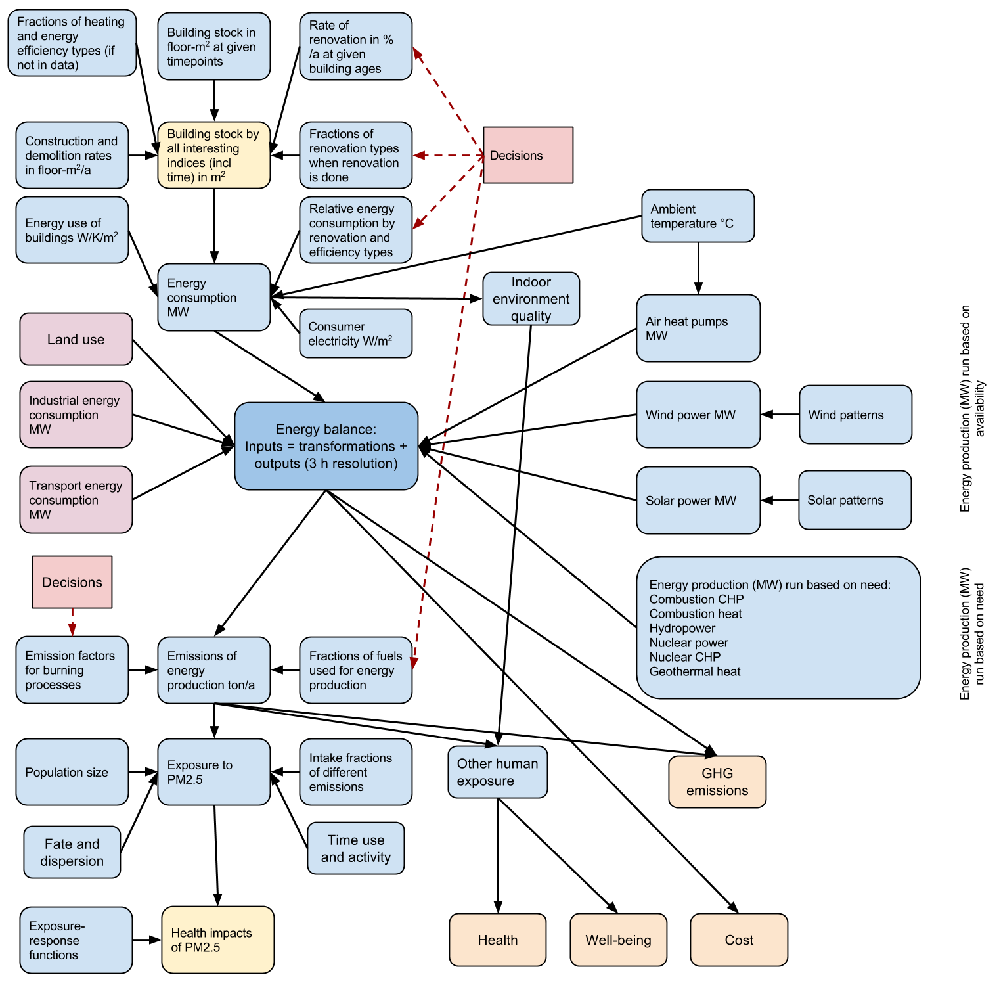 Fractions of heating
and energy
efficiency types (if
not in data)
Building stock in
floor-m² at given
timepoints
Rate of
renovation in %
/a at given
building ages
Construction and
demolition rates
in floor-m²/a
Building stock by
all interesting
indices (incl
time) in m²
Fractions of
renovation types
when renovation
is done
Decisions
Energy use of
buildings W/K/m²
Relative energy
consumption by
renovation and
efficiency types
Ambient
temperature °C
Energy
consumption
MW
Indoor
environment
quality
Consumer
electricity W/m²
Air heat pumps
MW
Land use
Industrial energy
consumption
MW
Transport energy
consumption
MW
Energy balance:
Inputs = transformations +
outputs (3 h resolution)
Wind power MW
Wind patterns
Solar power MW
Solar patterns
Energy production (MW) run based on
availability
Decisions
Energy production (MW) run based on need:
Combustion CHP
Combustion heat
Hydropower
Nuclear power
Nuclear CHP
Geothermal heat
Energy production (MW)
run based on need
Emission factors
for burning
processes
Emissions of
energy
production ton/a
Fractions of fuels
used for energy
production
Population size
Exposure to
PM2.5
Intake fractions
of different
emissions
Other human
exposure
GHG
emissions
Fate and
dispersion
Time use
and activity
Exposure-
response
functions
Health impacts
of PM2.5
Health
Well-being
Cost